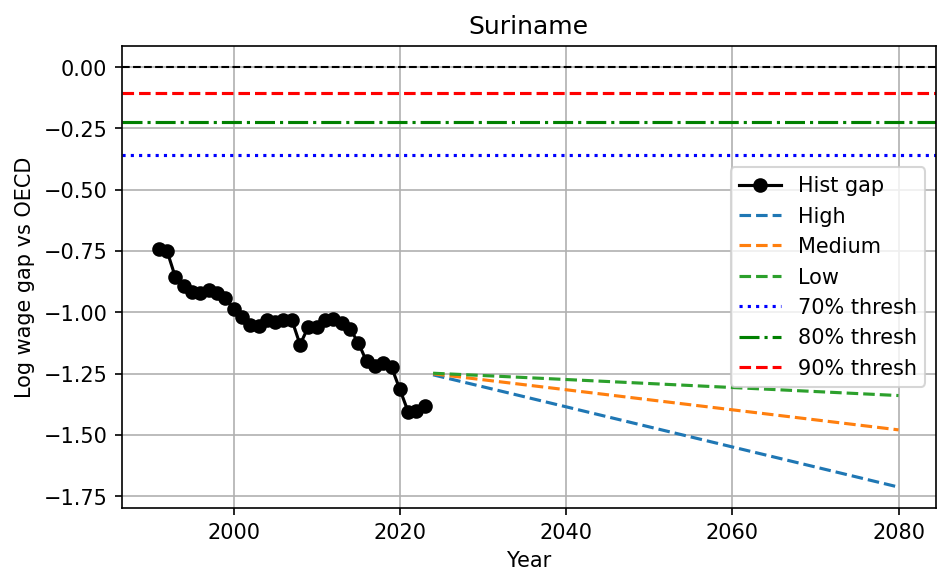 Suriname
Log wage gap vs OECD
0.00
−0.25
−0.50
−0.75
−1.00
−1.25
−1.50
−1.75
Hist gap
High
Medium
Low
70% thresh
80% thresh
90% thresh
2000 2020 2040 2060 2080
Year